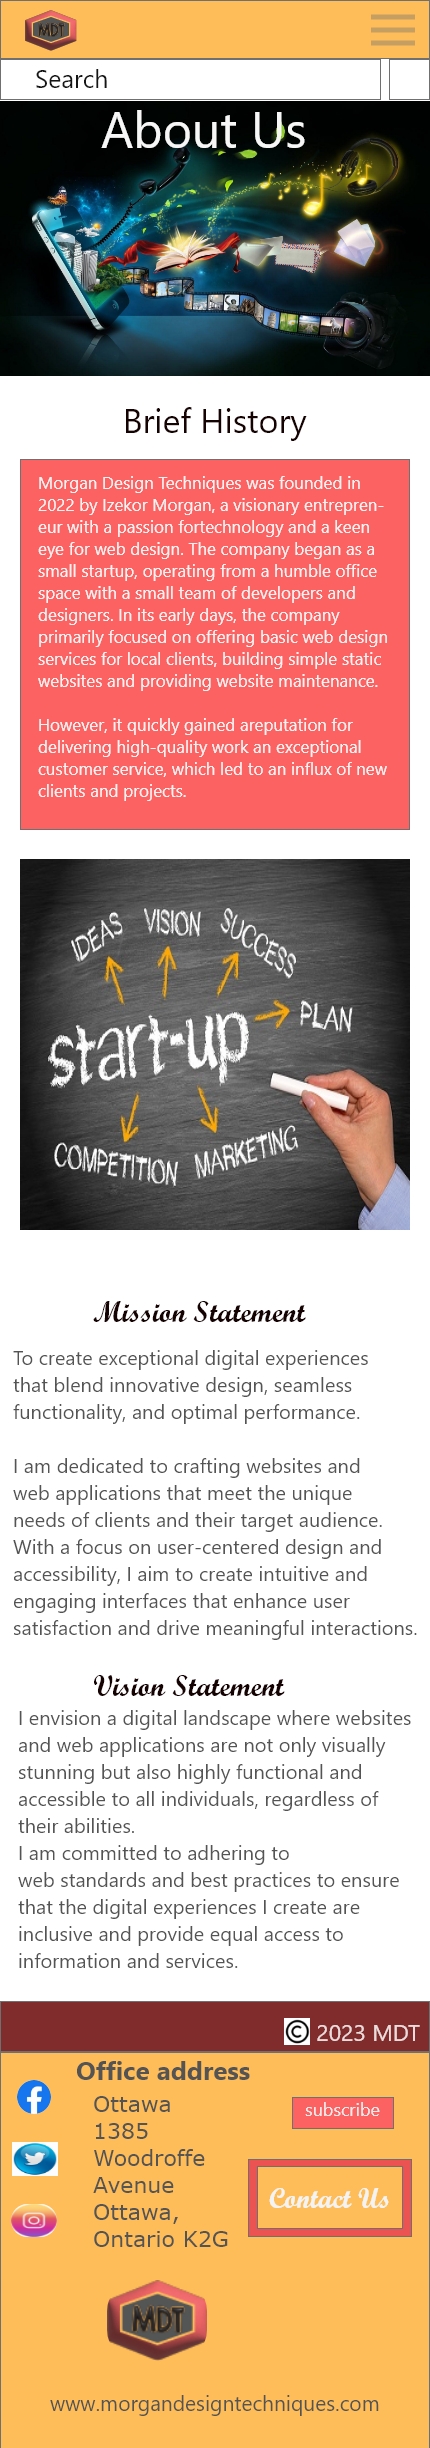 MDT
Search
About Us
Brief History
Morgan Design Techniques was founded in
2022 by Izekor Morgan, a visionary entrepren-
eur with a passion fortechnology and a keen
eye for web design. The company began as a
small startup, operating from a humble office
space with a small team of developers and
designers. In its early days, the company
primarily focused on offering basic web design
services for local clients, building simple static
websites and providing website maintenance.
However, it quickly gained areputation for
delivering high-quality work an exceptional
customer service, which led to an influx of new
clients and projects.
IDEAS VISION SUCCESS
start-up PLAN
COMPETITION MARKETING
Mission Statement
To create exceptional digital experiences
that blend innovative design, seamless
functionality, and optimal performance.
I am dedicated to crafting websites and
web applications that meet the unique
needs of clients and their target audience.
With a focus on user-centered design and
accessibility, I aim to create intuitive and
engaging interfaces that enhance user
satisfaction and drive meaningful interactions.
Vision Statement
I envision a digital landscape where websites
and web applications are not only visually
stunning but also highly functional and
accessible to all individuals, regardless of
their abilities.
I am committed to adhering to
web standards and best practices to ensure
that the digital experiences I create are
inclusive and provide equal access to
information and services.
© 2023 MDT
Office address
Ottawa
1385
Woodroffe
Avenue
Ottawa,
Ontario K2G
subscribe
Contact Us
MDT
www.morgandesigntechniques.com